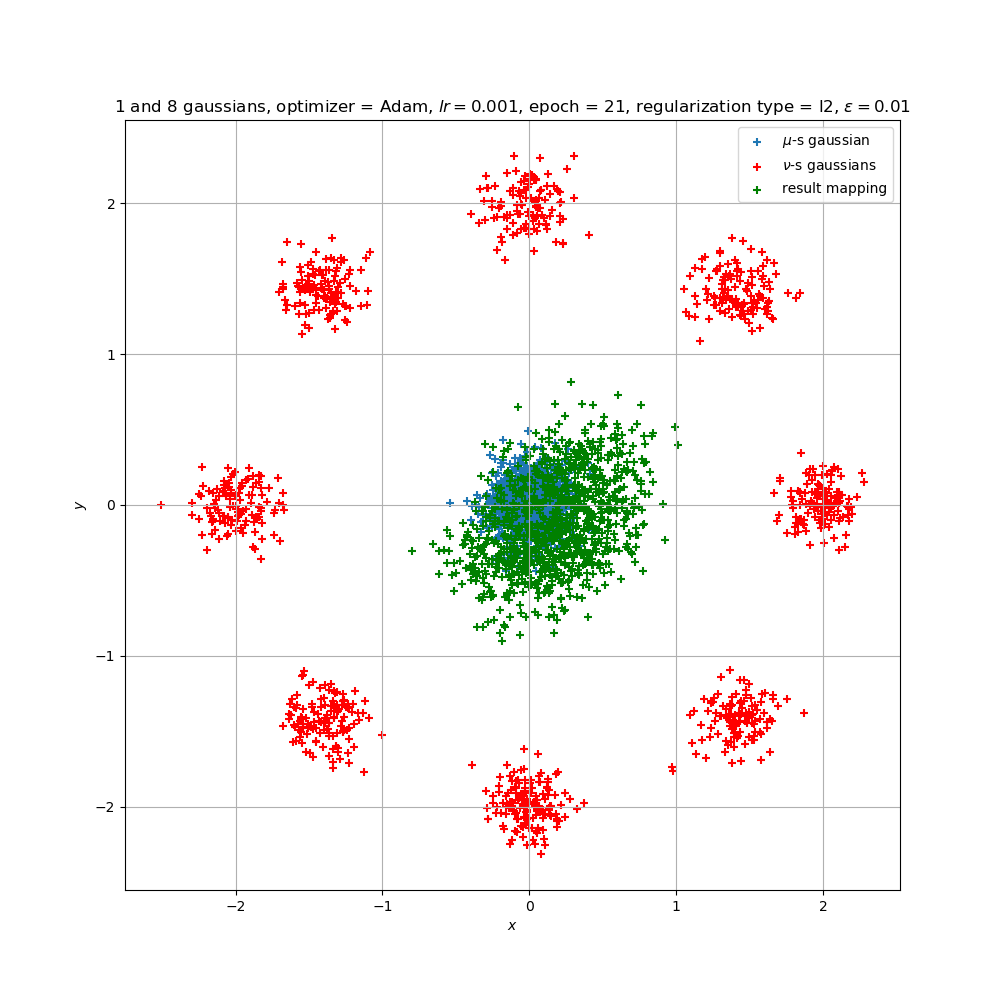 1 and 8 gaussians, optimizer = Adam, lr = 0.001, epoch = 21, regularization type = l2, ε = 0.01
μ-s gaussian
ν-s gaussians
result mapping
2
1
0
−1
−2
y
−2 −1 0 1 2
x